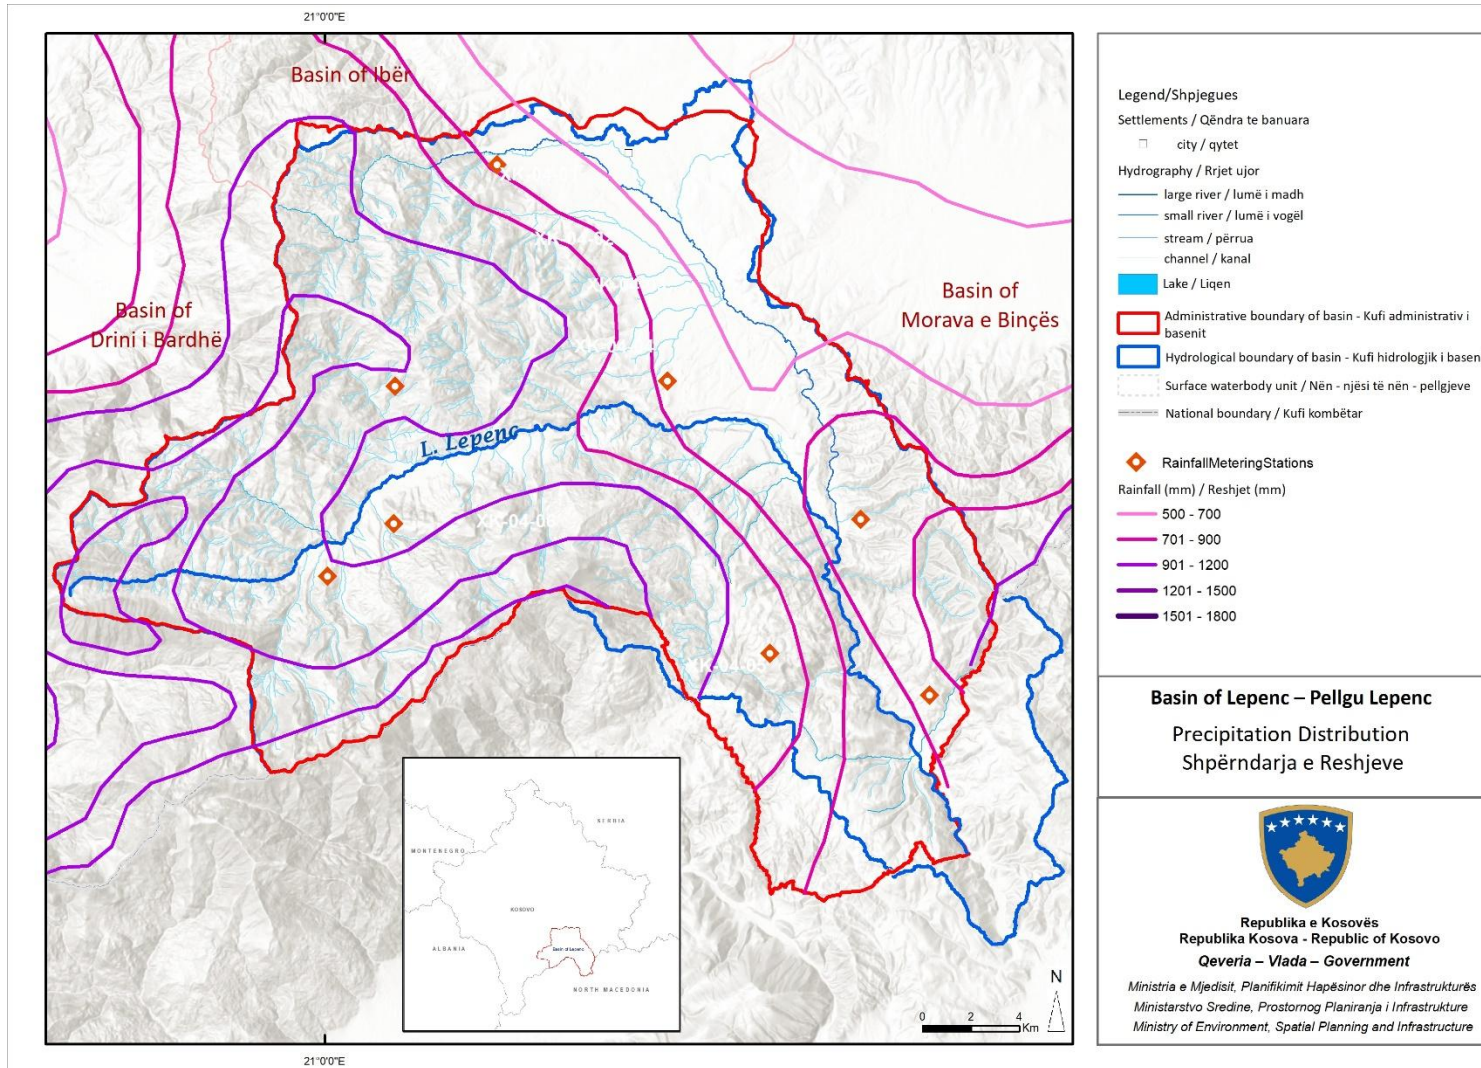 21°0'0"E
Basin of Ibër
Basin of
Drini i Bardhë
Basin of
Morava e Binçës
L. Lepenc
MONTENEGRO
SERBIA
KOSOVO
ALBANIA
Basin of Lepenc
NORTH MACEDONIA
N
0 2 4
Km
21°0'0"E
Legend/Shpjegues
Settlements / Qëndra te banuara
city / qytet
Hydrography / Rrjet ujor
large river / lumë i madh
small river / lumë i vogël
stream / përrua
channel / kanal
Lake / Liqen
Administrative boundary of basin - Kufi administrativ i
basenit
Hydrological boundary of basin - Kufi hidrologjik i basen
Surface waterbody unit / Nën - njësi të nën - pellgjeve
National boundary / Kufi kombëtar
RainfallMeteringStations
Rainfall (mm) / Reshjet (mm)
500 - 700
701 - 900
901 - 1200
1201 - 1500
1501 - 1800
Basin of Lepenc – Pellgu Lepenc
Precipitation Distribution
Shpërndarja e Reshjeve
Republika e Kosovës
Republika Kosova - Republic of Kosovo
Qeveria – Vlada – Government
Ministria e Mjedisit, Planifikimit Hapësinor dhe Infrastrukturës
Ministarstvo Sredine, Prostornog Planiranja i Infrastrukture
Ministry of Environment, Spatial Planning and Infrastructure